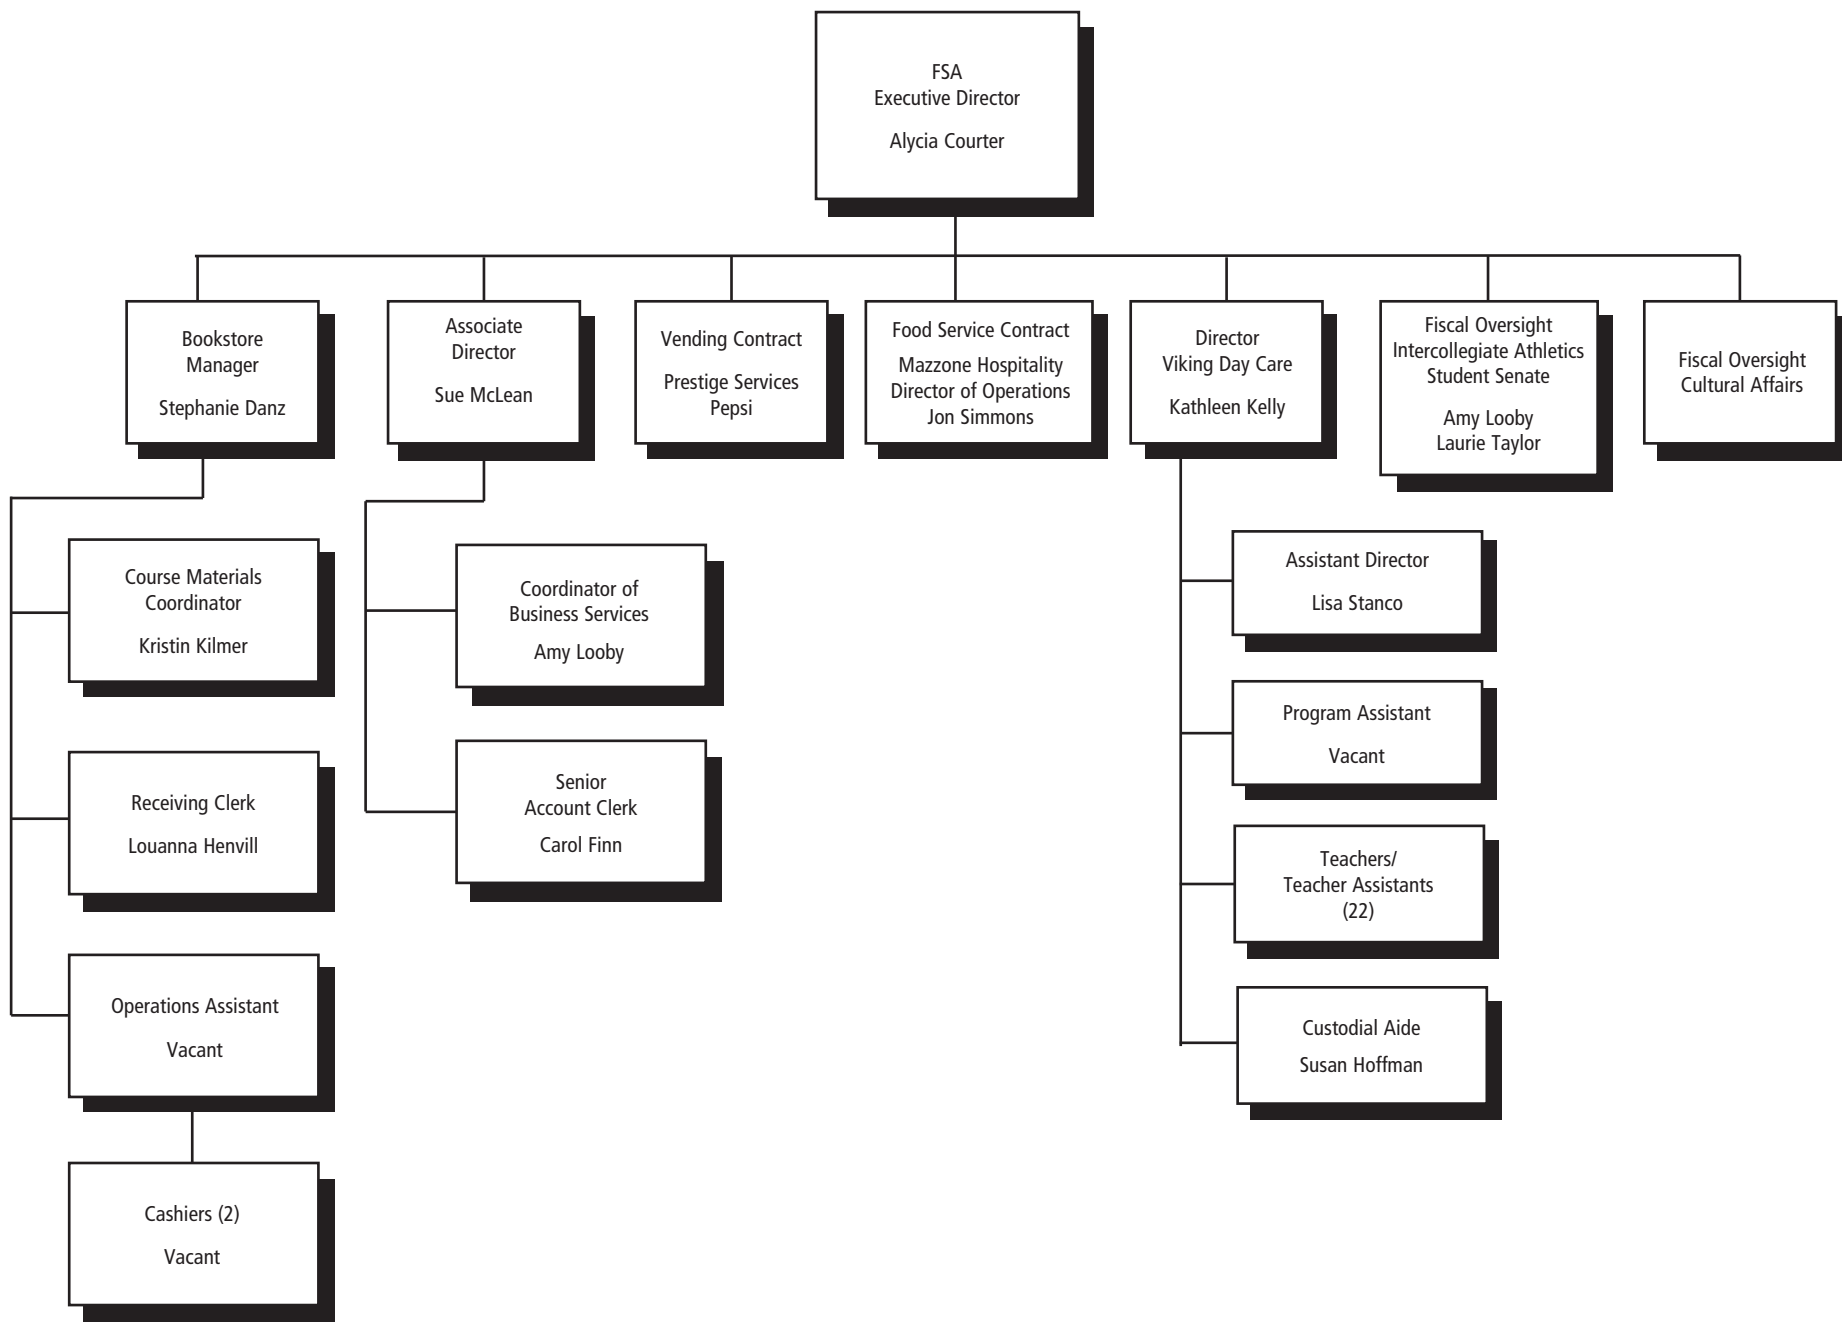 FSA
Executive Director
Alycia Courter
Bookstore
Manager
Stephanie Danz
Associate
Director
Sue McLean
Vending Contract
Prestige Services
Pepsi
Food Service Contract
Mazzone Hospitality
Director of Operations
Jon Simmons
Director
Viking Day Care
Kathleen Kelly
Fiscal Oversight
Intercollegiate Athletics
Student Senate
Amy Looby
Laurie Taylor
Fiscal Oversight
Cultural Affairs
Course Materials
Coordinator
Kristin Kilmer
Receiving Clerk
Louanna Henvill
Operations Assistant
Vacant
Cashiers (2)
Vacant
Coordinator of
Business Services
Amy Looby
Senior
Account Clerk
Carol Finn
Assistant Director
Lisa Stanco
Program Assistant
Vacant
Teachers/
Teacher Assistants
(22)
Custodial Aide
Susan Hoffman